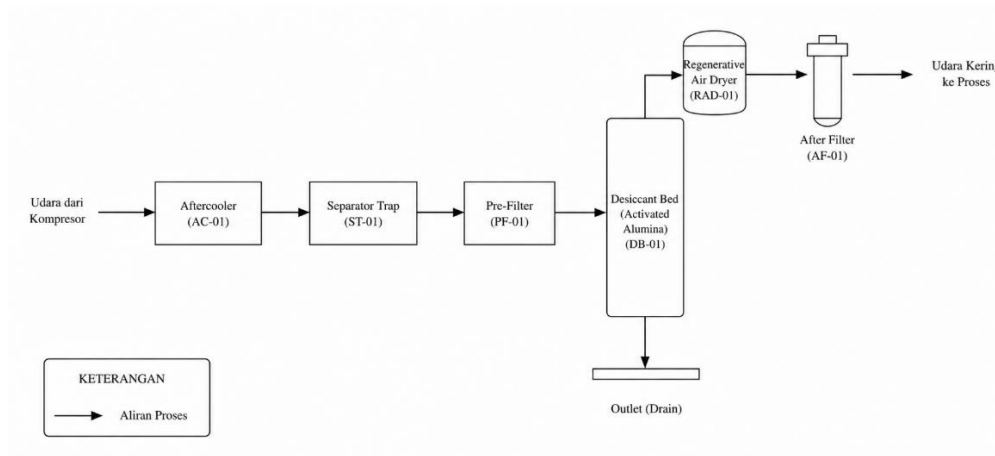 Udara dari
Kompresor
Aftercooler
(AC-01)
Separator Trap
(ST-01)
Pre-Filter
(PF-01)
Desiccant Bed
(Activated
Alumina)
(DB-01)
Regenerative
Air Dryer
(RAD-01)
After Filter
(AF-01)
Udara Kerin
ke Proses
Outlet (Drain)
KETERANGAN
Aliran Proses